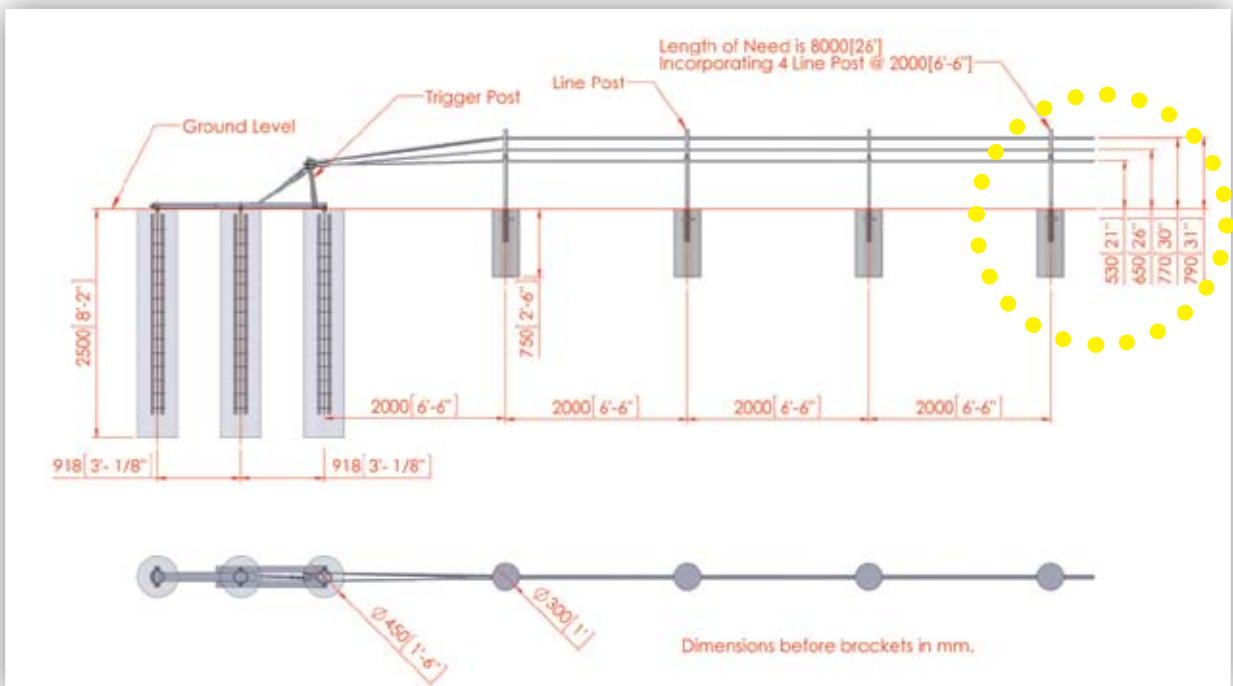 Length of Need is 8000[26']
Incorporating 4 Line Post @ 2000[6'-6"]
Line Post
Trigger Post
Ground Level
2500[8'-2"]
750[2'-6"]
530[21"]
650[26"]
770[30"]
790[31"]
2000[6'-6"]
2000[6'-6"]
2000[6'-6"]
2000[6'-6"]
918[3'- 1/8"]
918[3'- 1/8"]
Ø450[1'-6"]
Ø300[1']
Dimensions before brackets in mm.